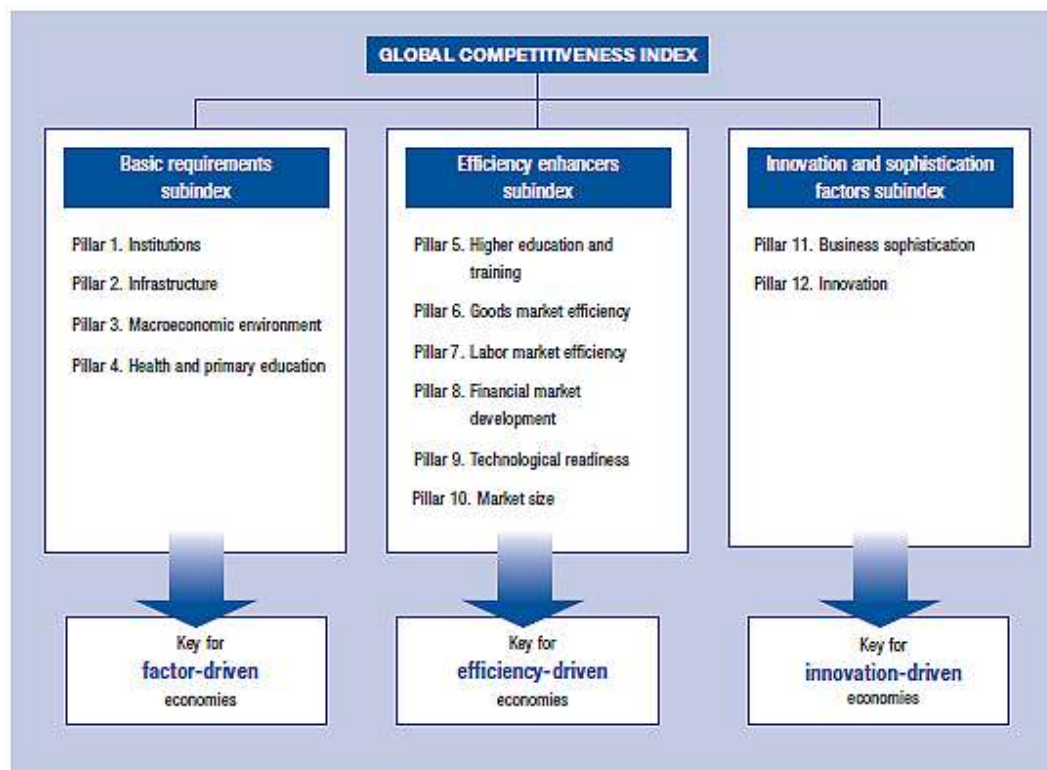 GLOBAL COMPETITIVENESS INDEX
Basic requirements
subindex
Pillar 1. Institutions
Pillar 2. Infrastructure
Pillar 3. Macroeconomic environment
Pillar 4. Health and primary education
Key for
factor-driven
economies
Efficiency enhancers
subindex
Pillar 5. Higher education and
training
Pillar 6. Goods market efficiency
Pillar 7. Labor market efficiency
Pillar 8. Financial market
development
Pillar 9. Technological readiness
Pillar 10. Market size
Key for
efficiency-driven
economies
Innovation and sophistication
factors subindex
Pillar 11. Business sophistication
Pillar 12. Innovation
Key for
innovation-driven
economies